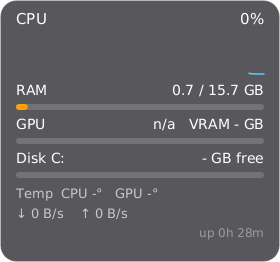 CPU 0%
RAM 0.7 / 15.7 GB
GPU n/a VRAM - GB
Disk C: - GB free
Temp CPU -° GPU -°
↓ 0 B/s ↑ 0 B/s
up 0h 28m